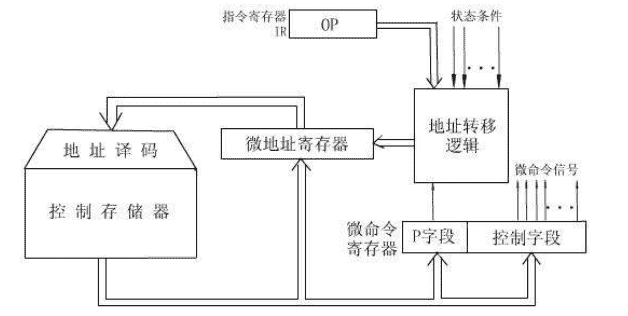 指令寄存器
IR
OP
状态条件
地址转移
逻辑
微地址寄存器
地 址 译 码
控 制 存 储 器
微命令信号
微命令
寄存器
P字段
控制字段